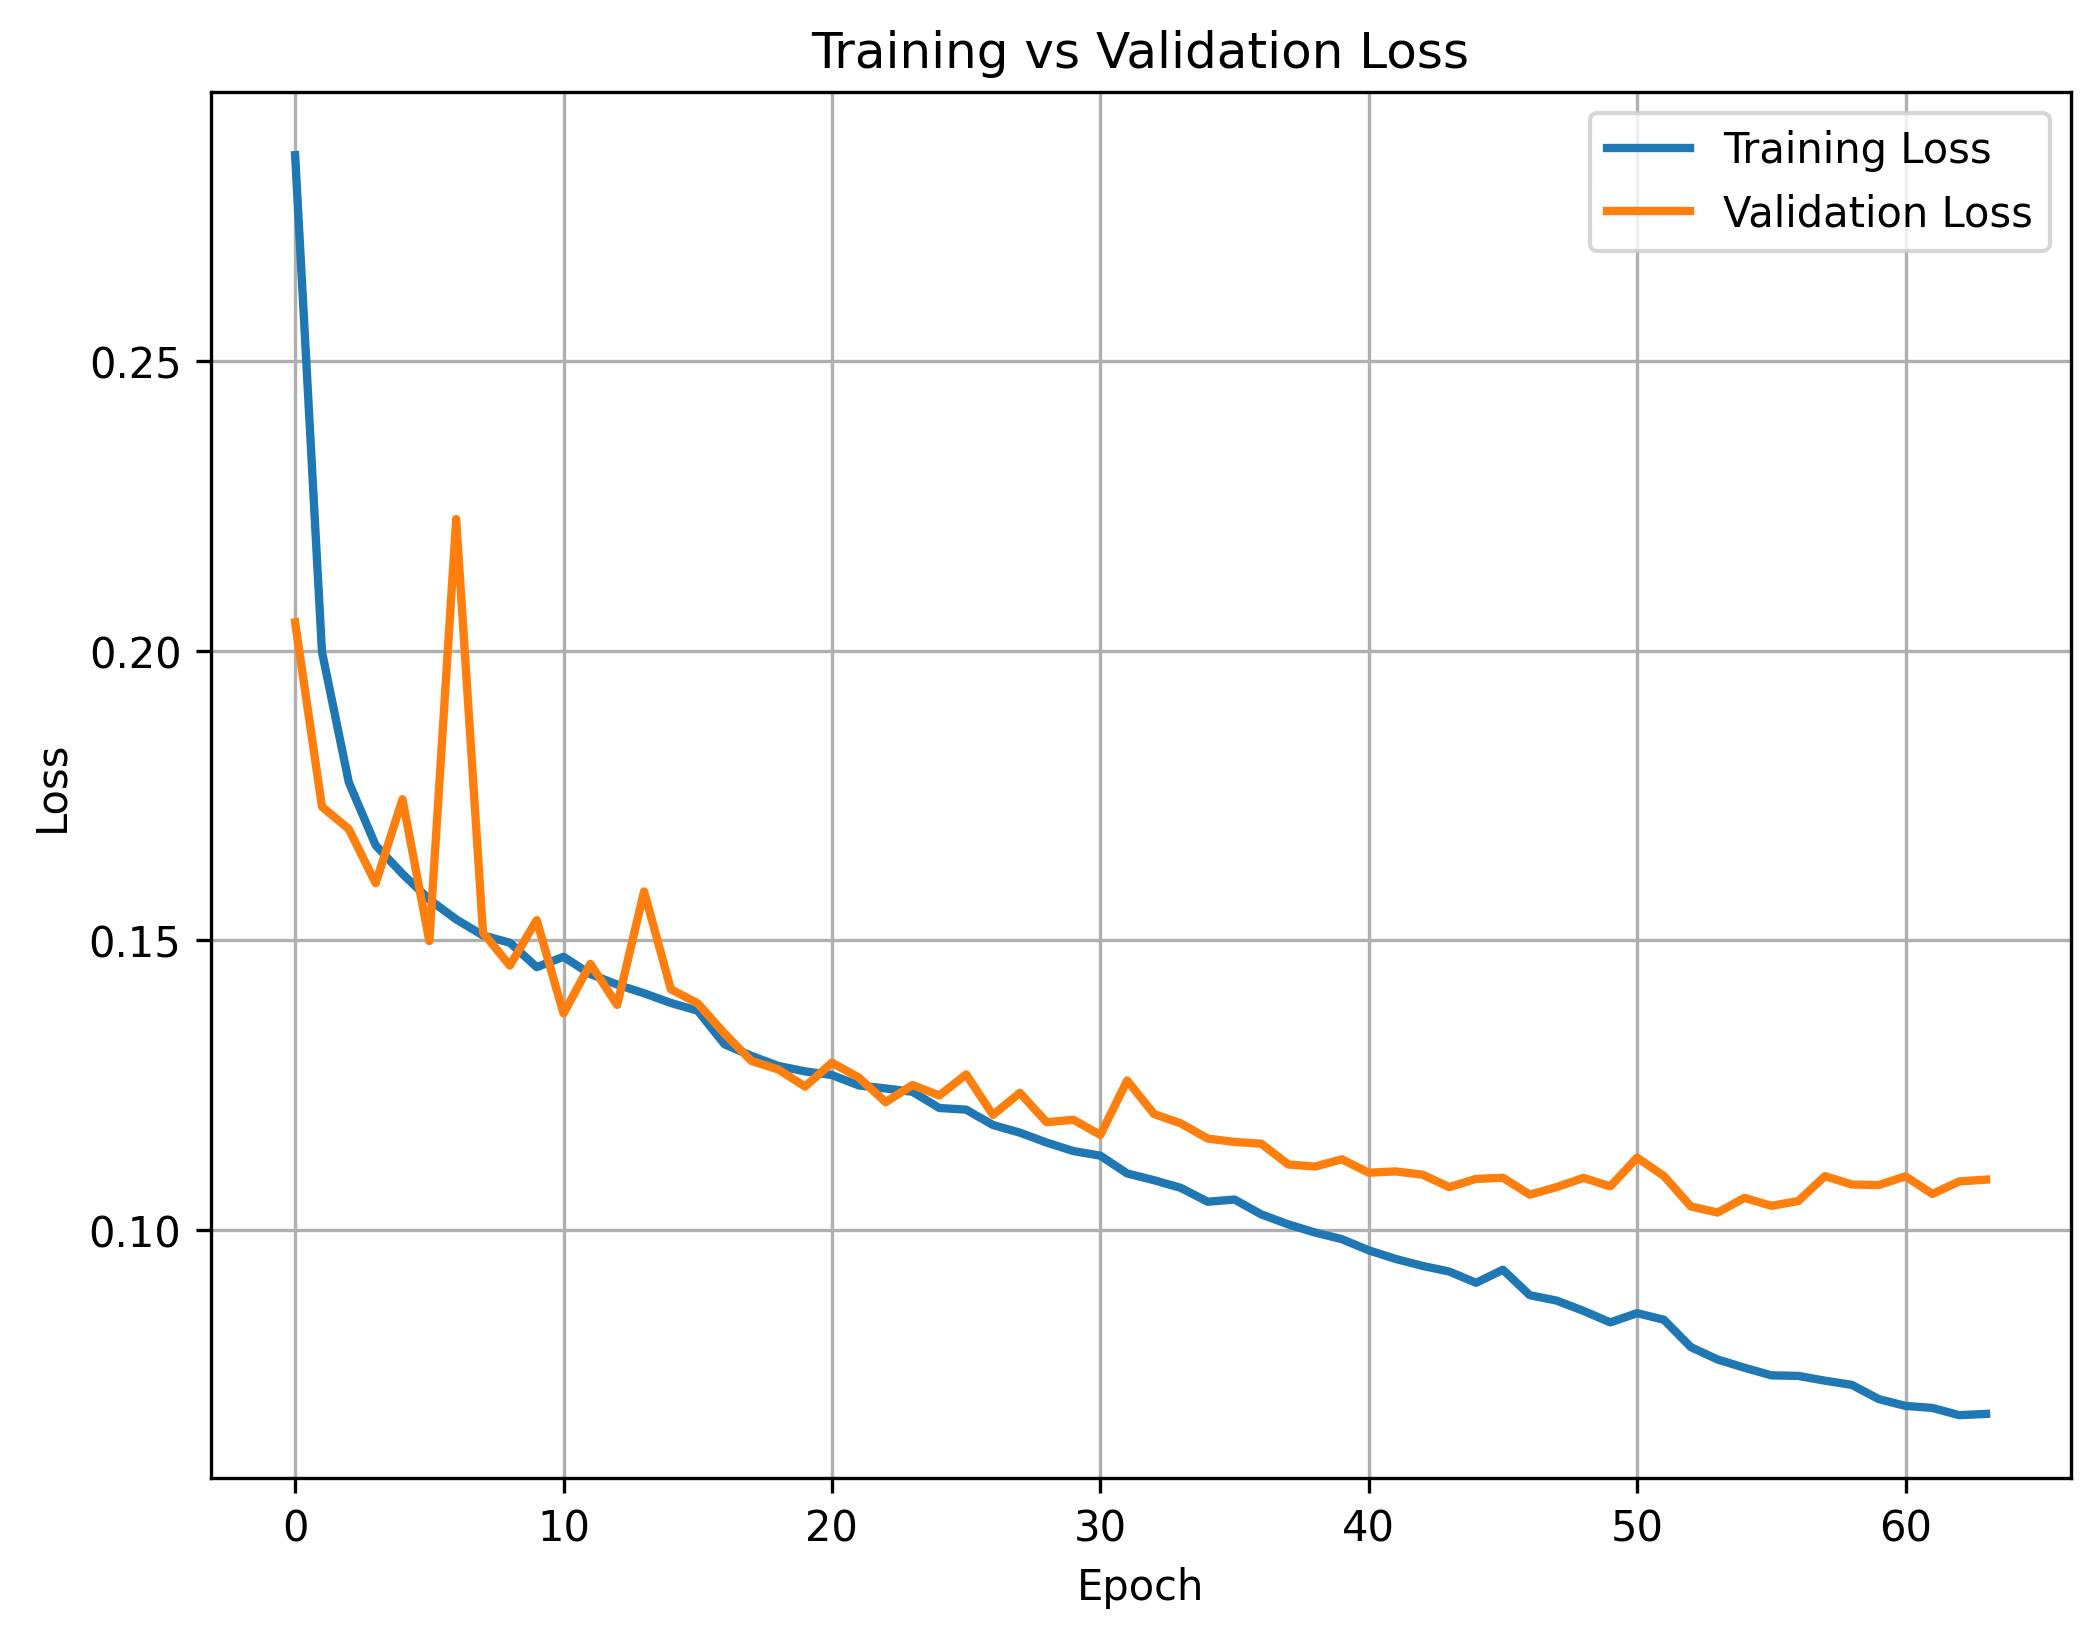 Training vs Validation Loss
Training Loss
Validation Loss
0.25
0.20
0.15
0.10
Loss
0 10 20 30 40 50 60
Epoch